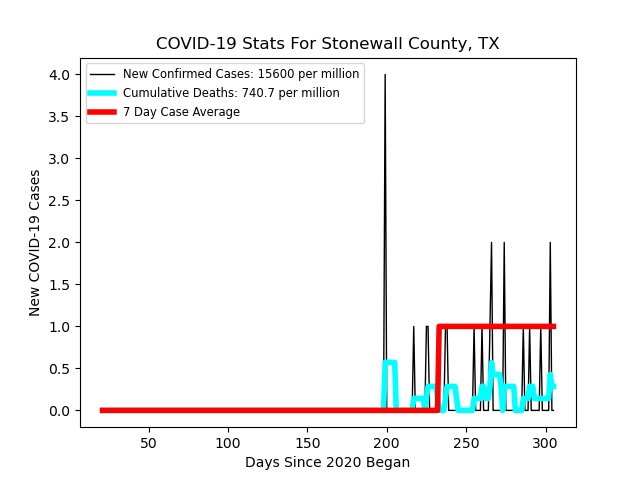 COVID-19 Stats For Stonewall County, TX
New Confirmed Cases: 15600 per million
Cumulative Deaths: 740.7 per million
7 Day Case Average
4.0
3.5
3.0
2.5
2.0
1.5
1.0
0.5
0.0
New COVID-19 Cases
50 100 150 200 250 300
Days Since 2020 Began